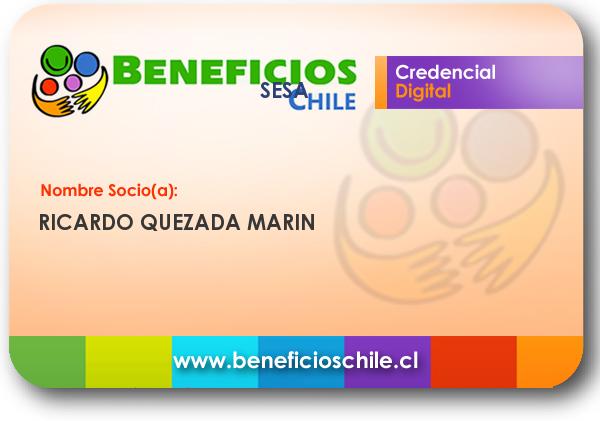 BENEFICIOS
SESA
CHILE
Credencial
Digital
Nombre Socio(a):
RICARDO QUEZADA MARIN
www.beneficioschile.cl